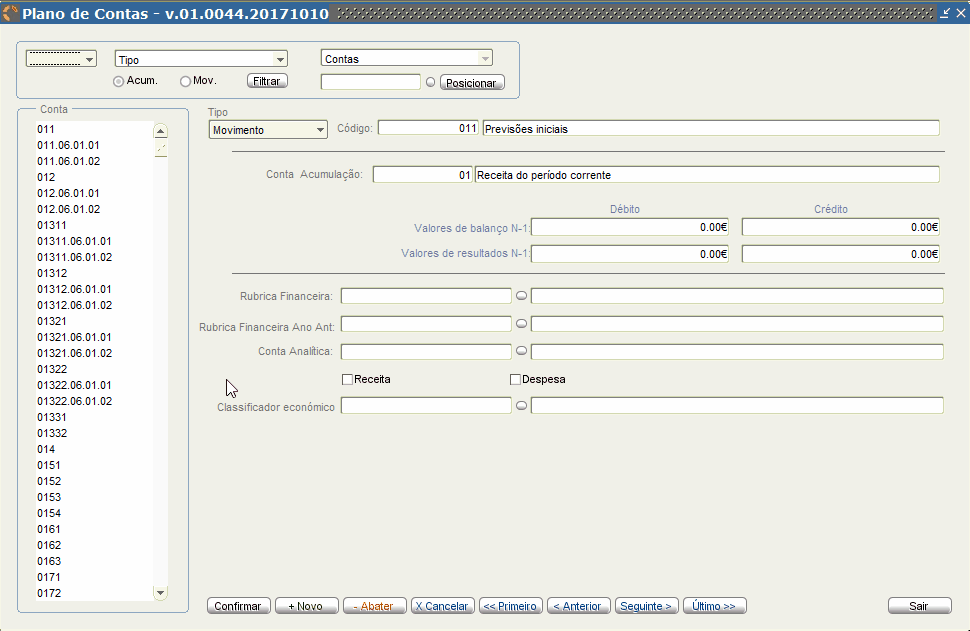 Plano de Contas - v.01.0044.20171010
Tipo Contas
Acum. Mov. Filtrar Posicionar
Conta
011
011.06.01.01
011.06.01.02
012
012.06.01.01
012.06.01.02
01311
01311.06.01.01
01311.06.01.02
01312
01312.06.01.01
01312.06.01.02
01321
01321.06.01.01
01321.06.01.02
01322
01322.06.01.01
01322.06.01.02
01331
01332
014
0151
0152
0153
0154
0161
0162
0163
0171
0172
Tipo
Movimento Código: 011 Previsões iniciais
Conta Acumulação: 01 Receita do período corrente
Débito Crédito
Valores de balanço N-1: 0.00€ 0.00€
Valores de resultados N-1: 0.00€ 0.00€
Rubrica Financeira:
Rubrica Financeira Ano Ant:
Conta Analítica:
Receita Despesa
Classificador económico
Confirmar + Novo - Abater X Cancelar << Primeiro < Anterior Seguinte > Último >> Sair